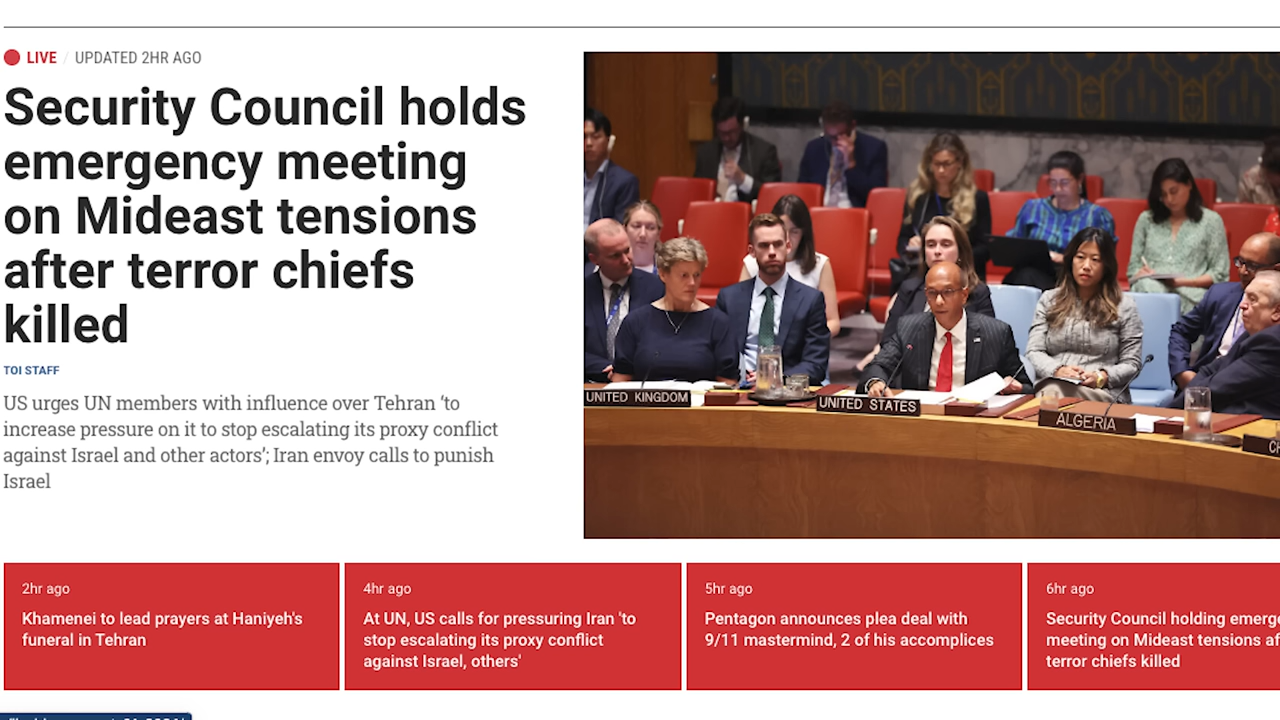 LIVE / UPDATED 2HR AGO
Security Council holds
emergency meeting
on Mideast tensions
after terror chiefs
killed
TOI STAFF
US urges UN members with influence over Tehran ‘to
increase pressure on it to stop escalating its proxy conflict
against Israel and other actors’; Iran envoy calls to punish
Israel
UNITED KINGDOM
UNITED STATES
ALGERIA
2hr ago
Khamenei to lead prayers at Haniyeh's
funeral in Tehran
4hr ago
At UN, US calls for pressuring Iran 'to
stop escalating its proxy conflict
against Israel, others'
5hr ago
Pentagon announces plea deal with
9/11 mastermind, 2 of his accomplices
6hr ago
Security Council holding emerge
meeting on Mideast tensions af
terror chiefs killed